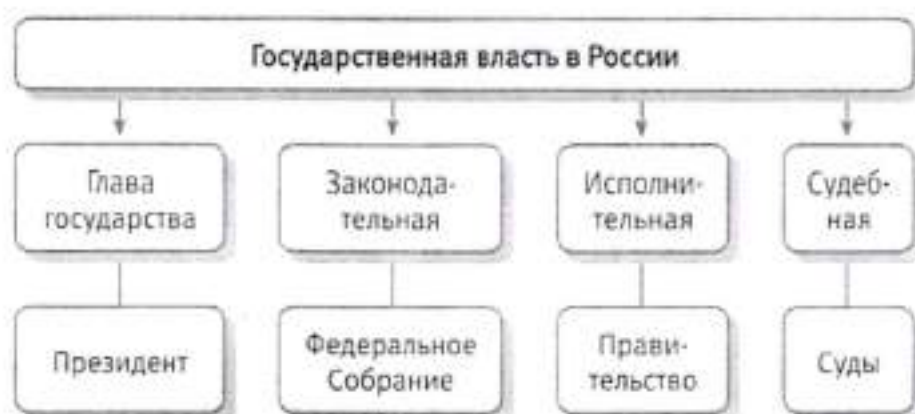 Государственная власть в России
Глава
государства
Законода-
тельная
Исполни-
тельная
Судеб-
ная
Президент
Федеральное
Собрание
Прави-
тельство
Суды